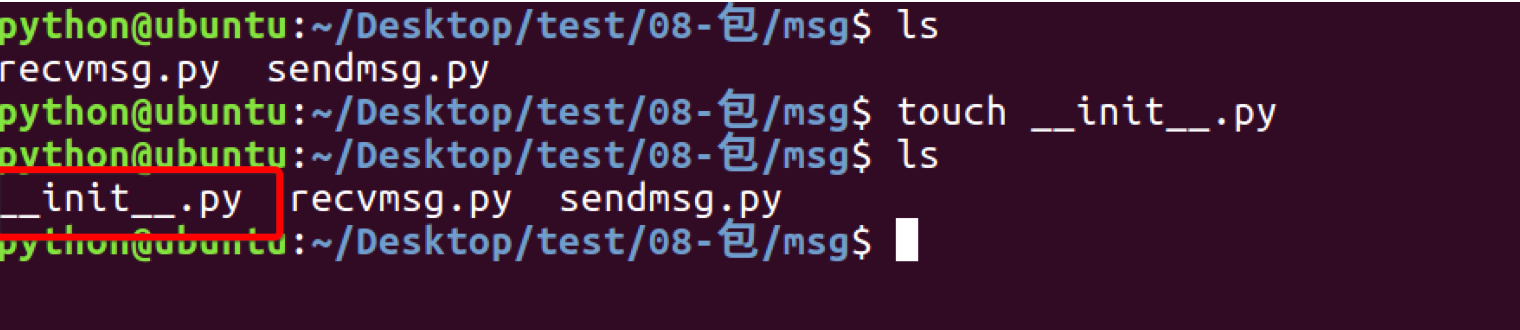 python@ubuntu:~/Desktop/test/08-包/msg$ ls
recvmsg.py  sendmsg.py
python@ubuntu:~/Desktop/test/08-包/msg$ touch __init__.py
python@ubuntu:~/Desktop/test/08-包/msg$ ls
__init__.py  recvmsg.py  sendmsg.py
python@ubuntu:~/Desktop/test/08-包/msg$